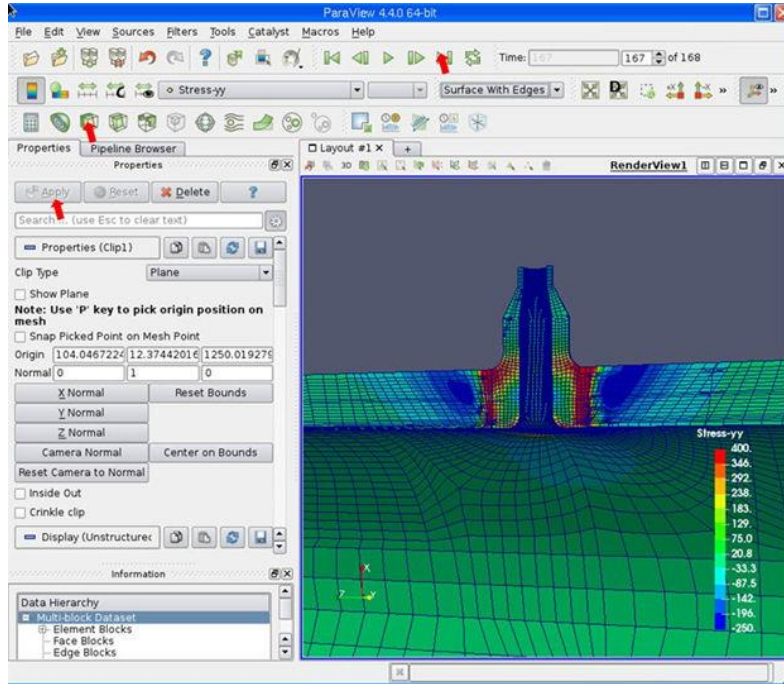 ParaView 4.4.0 64-bit
File Edit View Sources Filters Tools Catalyst Macros Help
Time: 167 167 of 168
Stress-yy Surface With Edges
Properties Pipeline Browser
Layout #1
Properties
3D
RenderView1
Apply Reset Delete ?
Search ... (use Esc to clear text)
Properties (Clip1)
Clip Type Plane
Show Plane
Note: Use 'P' key to pick origin position on
mesh
Snap Picked Point on Mesh Point
Origin 104.0467224 12.37442016 1250.019279
Normal 0 1 0
X Normal Reset Bounds
Y Normal
Z Normal
Camera Normal Center on Bounds
Reset Camera to Normal
Inside Out
Crinkle clip
Display (Unstructured
Information
Data Hierarchy
Multi-block Dataset
Element Blocks
Face Blocks
Edge Blocks
Stress-yy
400.
346.
292.
238.
183.
129.
75.0
20.8
-33.3
-87.5
-142.
-196.
-250.
X
Z Y